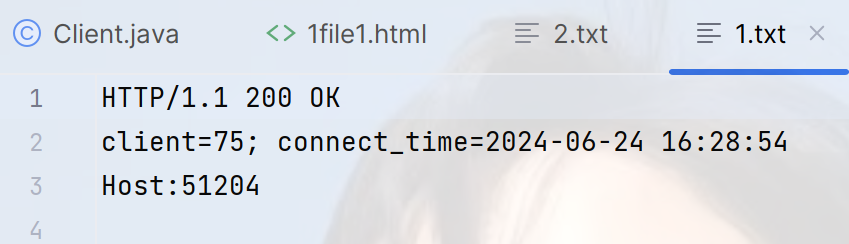 Client.java 1file1.html 2.txt 1.txt
1 HTTP/1.1 200 OK
2 client=75; connect_time=2024-06-24 16:28:54
3 Host:51204
4